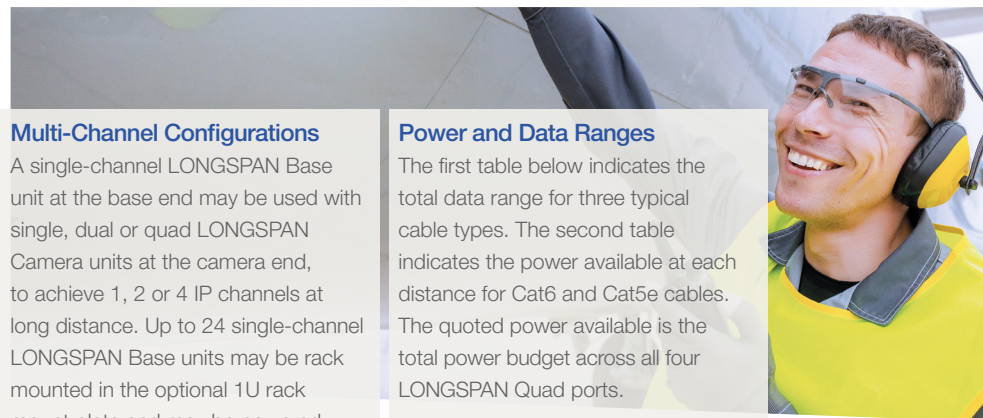 Multi-Channel Configurations
A single-channel LONGSPAN Base
unit at the base end may be used with
single, dual or quad LONGSPAN
Camera units at the camera end,
to achieve 1, 2 or 4 IP channels at
long distance. Up to 24 single-channel
LONGSPAN Base units may be rack
mounted in the optional 1U rack
Power and Data Ranges
The first table below indicates the
total data range for three typical
cable types. The second table
indicates the power available at each
distance for Cat6 and Cat5e cables.
The quoted power available is the
total power budget across all four
LONGSPAN Quad ports.